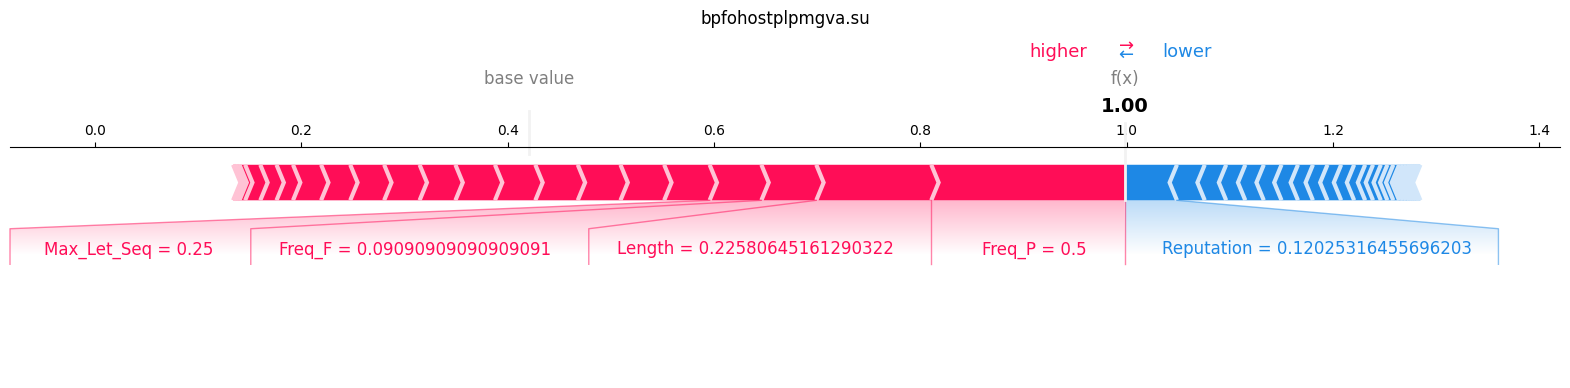 bpfohostplpmgva.su
higher → ← lower
base value f(x)
1.00
0.0 0.2 0.4 0.6 0.8 1.0 1.2 1.4
Max_Let_Seq = 0.25 Freq_F = 0.09090909090909091 Length = 0.22580645161290322 Freq_P = 0.5 Reputation = 0.12025316455696203